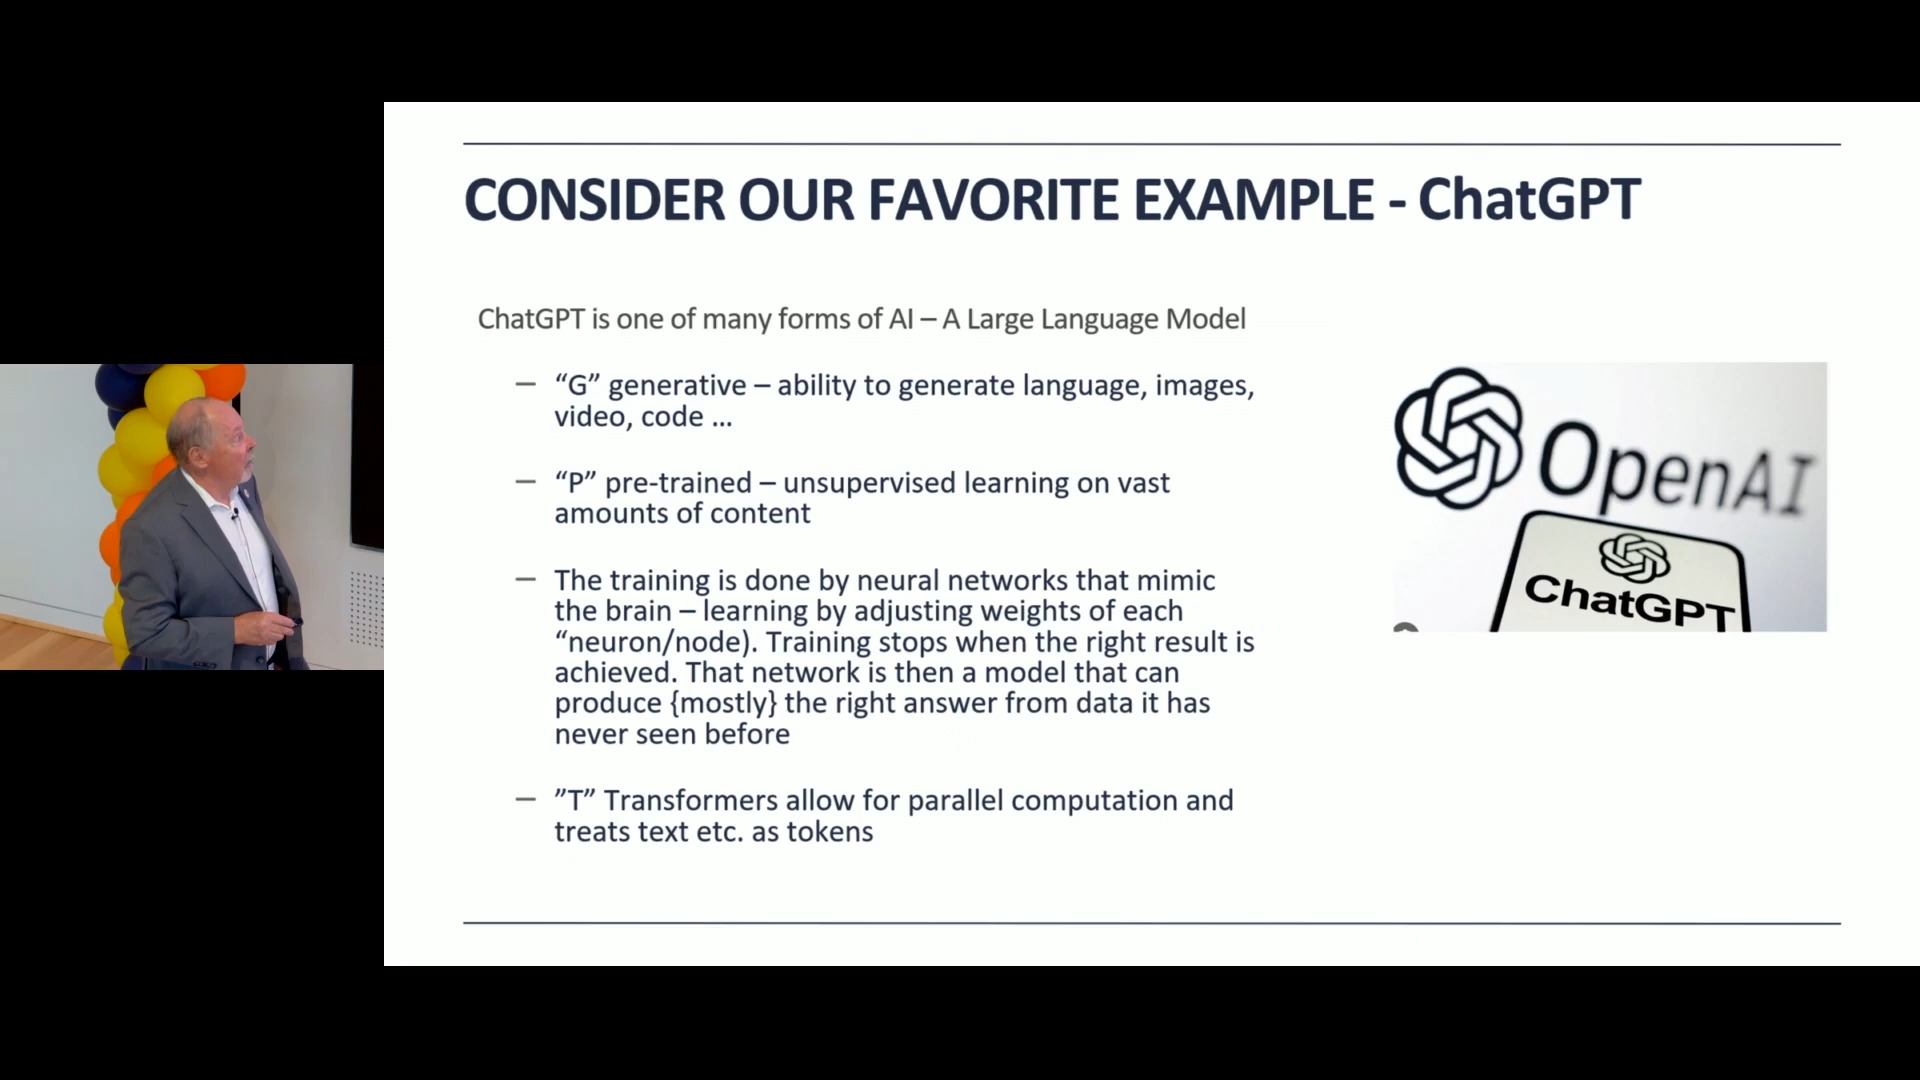 CONSIDER OUR FAVORITE EXAMPLE - ChatGPT
ChatGPT is one of many forms of AI – A Large Language Model
– “G” generative – ability to generate language, images,
video, code ...
– “P” pre-trained – unsupervised learning on vast
amounts of content
– The training is done by neural networks that mimic
the brain – learning by adjusting weights of each
“neuron/node). Training stops when the right result is
achieved. That network is then a model that can
produce {mostly} the right answer from data it has
never seen before
– ”T” Transformers allow for parallel computation and
treats text etc. as tokens
OpenAI
ChatGPT